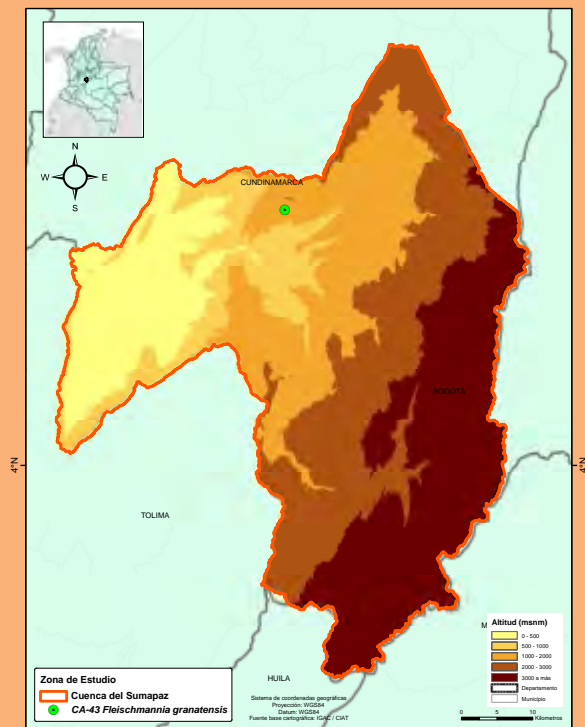 N
W E
S
CUNDINAMARCA
BOGOTÁ
4°N 4°N
TOLIMA
HUILA
M
Altitud (msnm)
0 - 500
500 - 1000
1000 - 2000
2000 - 3000
3000 a más
Departamento
Municipio
0 5 10
Kilometros
Zona de Estudio
Cuenca del Sumapaz
CA-43 Fleischmannia granatensis
Sistema de coordenadas geográficas
Proyección: WGS84
Datum: WGS84
Fuente base cartográfica: IGAC / CIAT